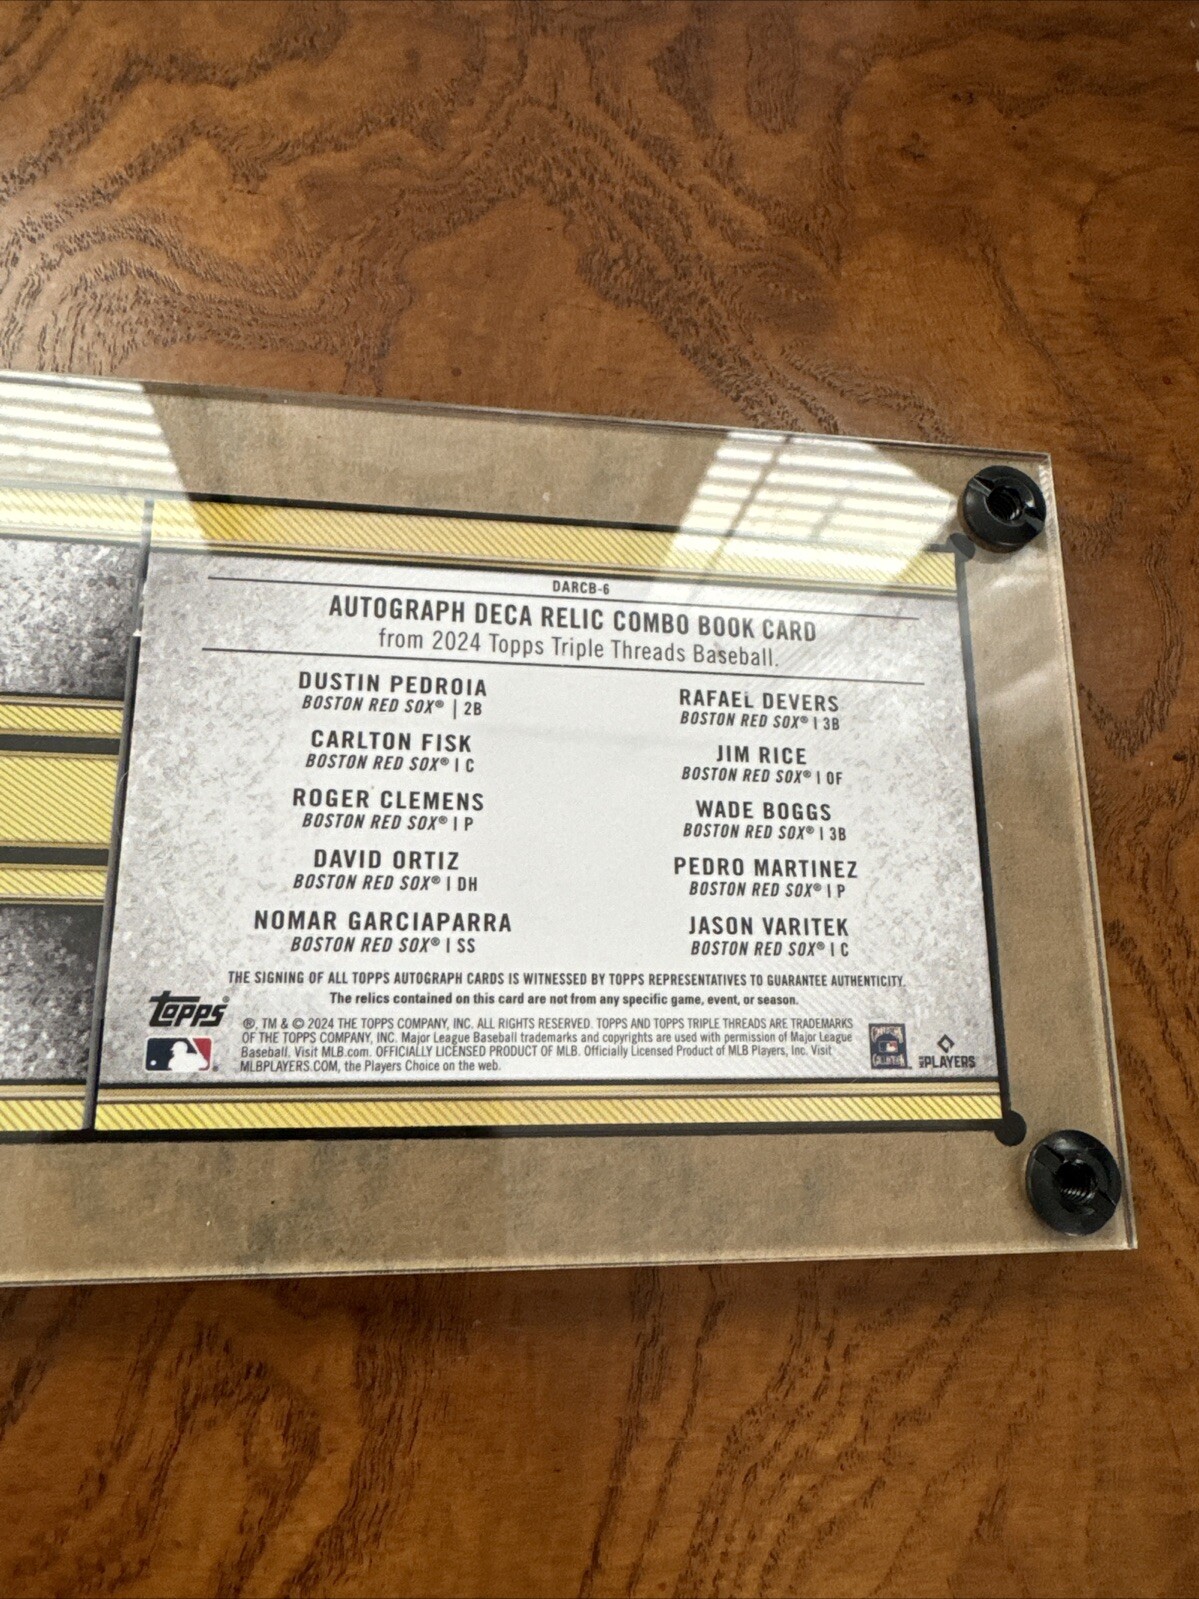 DARCB-6
AUTOGRAPH DECA RELIC COMBO BOOK CARD
from 2024 Topps Triple Threads Baseball.
DUSTIN PEDROIA
BOSTON RED SOX® | 2B
CARLTON FISK
BOSTON RED SOX® | C
ROGER CLEMENS
BOSTON RED SOX® | P
DAVID ORTIZ
BOSTON RED SOX® | DH
NOMAR GARCIAPARRA
BOSTON RED SOX® | SS
RAFAEL DEVERS
BOSTON RED SOX® | 3B
JIM RICE
BOSTON RED SOX® | OF
WADE BOGGS
BOSTON RED SOX® | 3B
PEDRO MARTINEZ
BOSTON RED SOX® | P
JASON VARITEK
BOSTON RED SOX® | C
THE SIGNING OF ALL TOPPS AUTOGRAPH CARDS IS WITNESSED BY TOPPS REPRESENTATIVES TO GUARANTEE AUTHENTICITY.
The relics contained on this card are not from any specific game, event, or season.
topps
®, TM & © 2024 THE TOPPS COMPANY, INC. ALL RIGHTS RESERVED. TOPPS AND TOPPS TRIPLE THREADS ARE TRADEMARKS
OF THE TOPPS COMPANY, INC. Major League Baseball trademarks and copyrights are used with permission of Major League
Baseball. Visit MLB.com. OFFICIALLY LICENSED PRODUCT OF MLB. Officially Licensed Product of MLB Players, Inc. Visit
MLBPLAYERS.COM, the Players Choice on the web.
MLB PLAYERS